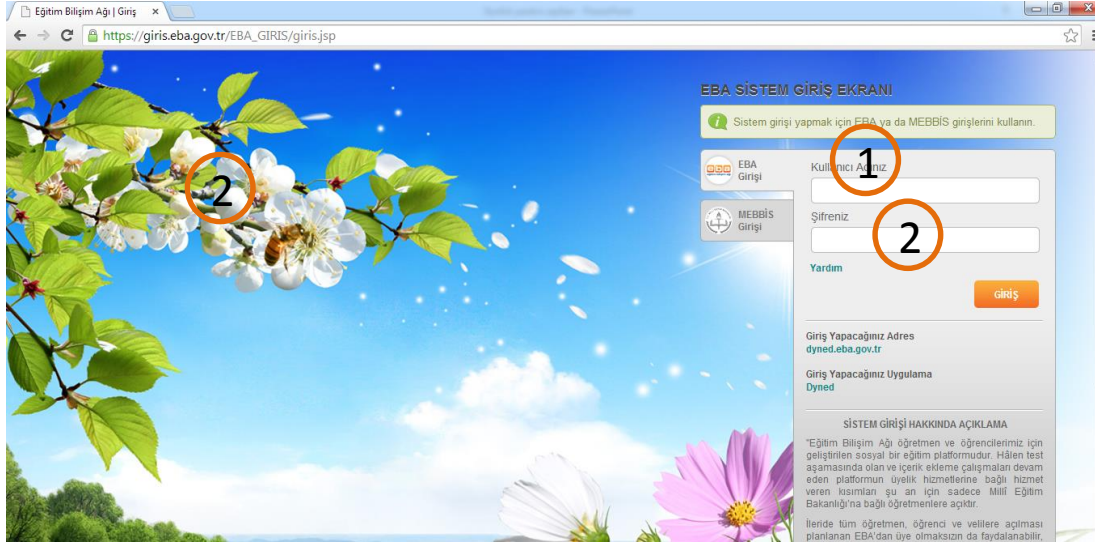 Eğitim Bilişim Ağı | Giriş
https://giris.eba.gov.tr/EBA_GIRIS/giris.jsp
EBA SİSTEM GİRİŞ EKRANI
Sistem girişi yapmak için EBA ya da MEBBİS girişlerini kullanın.
EBA
Girişi
MEBBİS
Girişi
Kullanıcı Adınız
1
Şifreniz
2
2
Yardım
GİRİŞ
Giriş Yapacağınız Adres
dyned.eba.gov.tr
Giriş Yapacağınız Uygulama
Dyned
SİSTEM GİRİŞİ HAKKINDA AÇIKLAMA
"Eğitim Bilişim Ağı öğretmen ve öğrencilerimiz için
geliştirilen sosyal bir eğitim platformudur. Hâlen test
aşamasında olan ve içerik ekleme çalışmaları devam
eden platformun üyelik hizmetlerine bağlı hizmet
veren kısımları şu an için sadece Millî Eğitim
Bakanlığı'na bağlı öğretmenlere açıktır.
İleride tüm öğretmen, öğrenci ve velilere açılması
planlanan EBA'dan üye olmaksızın da faydalanabilir,